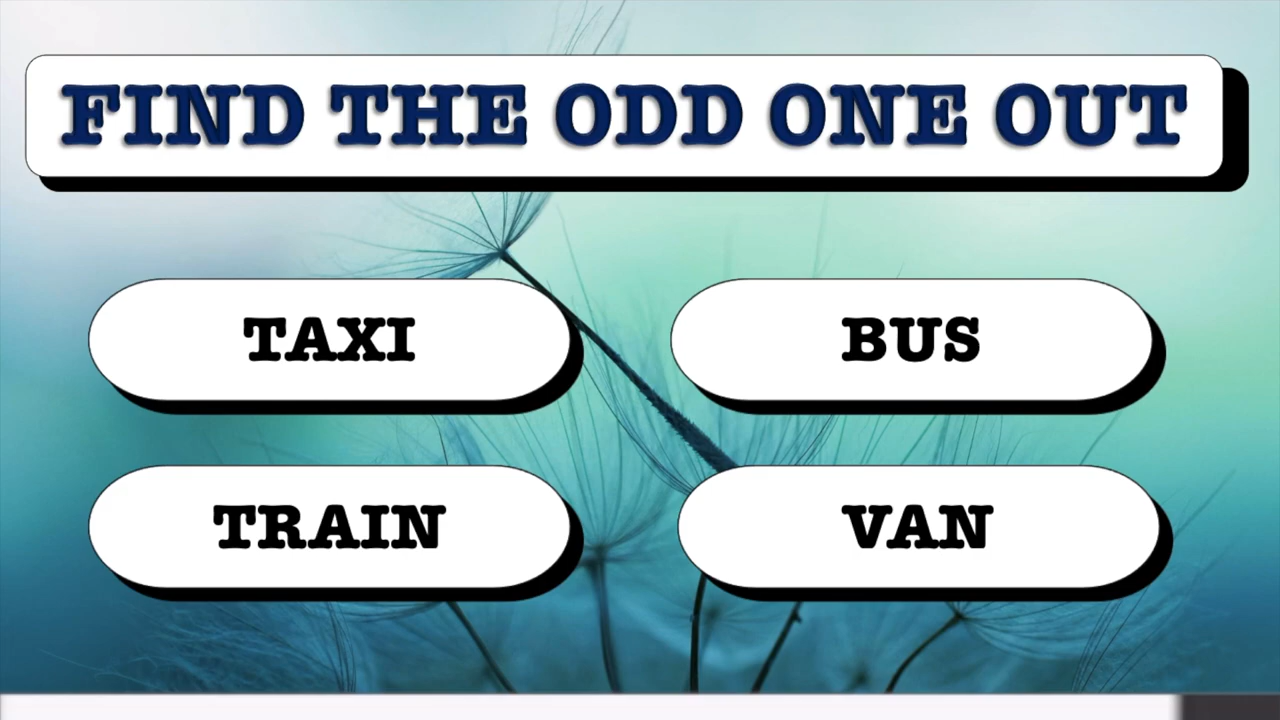 FIND THE ODD ONE OUT
TAXI
BUS
TRAIN
VAN